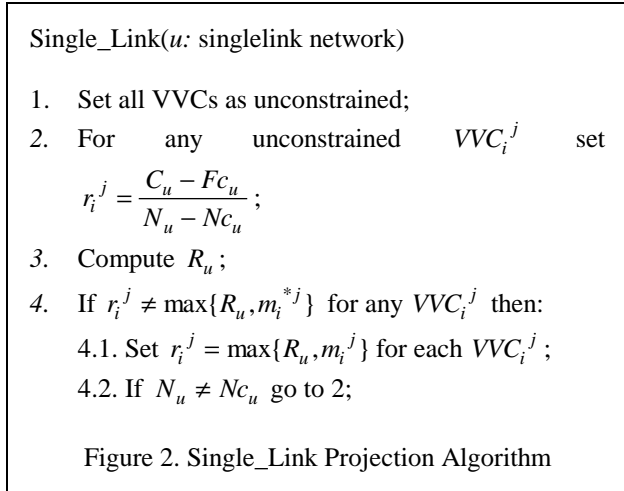 Single_Link(u: singlelink network)
1. Set all VVCs as unconstrained;
2. For any unconstrained VVC_i^j set
r_i^j = \frac{C_u - Fc_u}{N_u - Nc_u};
3. Compute R_u;
4. If r_i^j ≠ max{R_u, m_i^{*j}} for any VVC_i^j then:
4.1. Set r_i^j = max{R_u, m_i^j} for each VVC_i^j;
4.2. If N_u ≠ Nc_u go to 2;
Figure 2. Single_Link Projection Algorithm